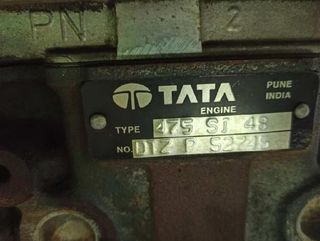 PN 2
TATA
ENGINE
PUNE
INDIA
TYPE 475 SI 48
NO.